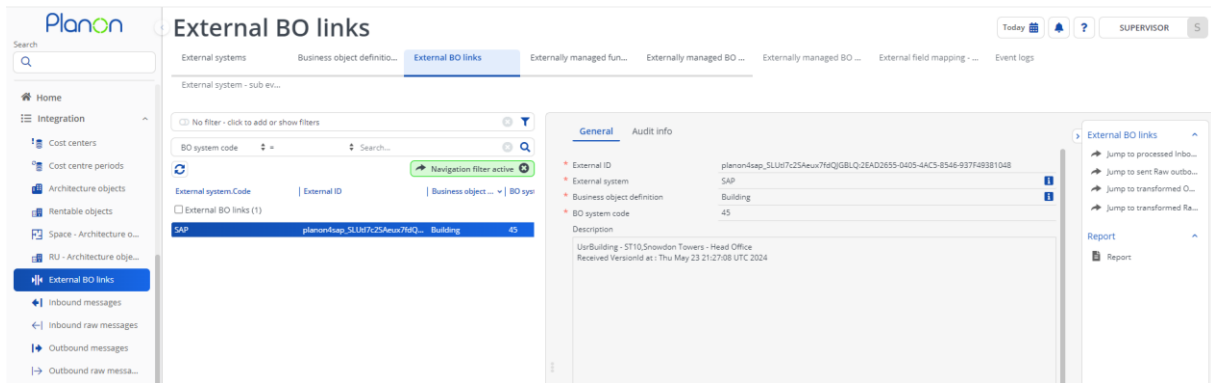 Planon
Search
Home
Integration
Cost centers
Cost centre periods
Architecture objects
Rentable objects
Space - Architecture o...
RU - Architecture obje...
External BO links
Inbound messages
Inbound raw messages
Outbound messages
Outbound raw messa...
External BO links
Today
?
SUPERVISOR
S
External systems
Business object definitio...
External BO links
Externally managed fun...
Externally managed BO ...
Externally managed BO ...
External field mapping - ...
Event logs
External system - sub ev...
No filter - click to add or show filters
BO system code
=
Search...
Navigation filter active
External system.Code
External ID
Business object ...
BO syst
External BO links (1)
SAP
Building
45
General
Audit info
* External ID
* External system
SAP
* Business object definition
Building
* BO system code
45
Description
UsrBuilding - ST10,Snowdon Towers - Head Office
Received VersionId at : Thu May 23 21:27:08 UTC 2024
External BO links
Jump to processed Inbo...
Jump to sent Raw outbo...
Jump to transformed O...
Jump to transformed Ra...
Report
Report